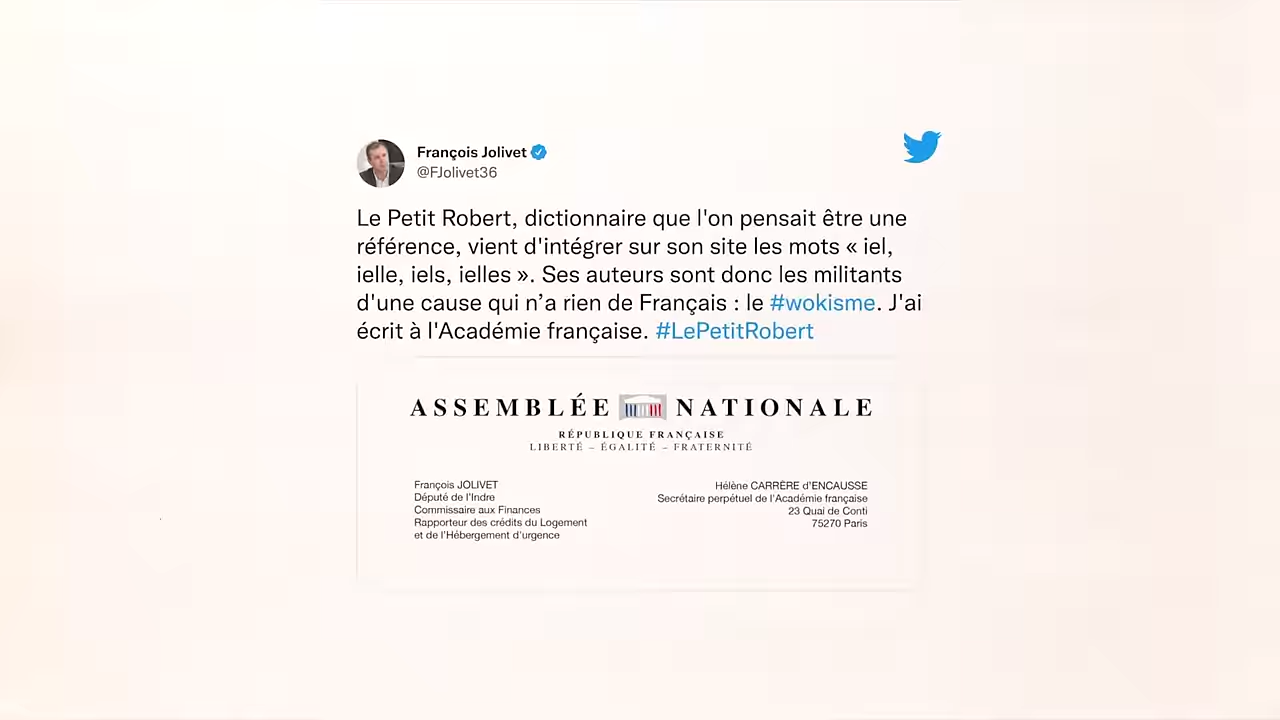 François Jolivet
@FJolivet36
Le Petit Robert, dictionnaire que l'on pensait être une
référence, vient d'intégrer sur son site les mots « iel,
ielle, iels, ielles ». Ses auteurs sont donc les militants
d'une cause qui n’a rien de Français : le #wokisme. J'ai
écrit à l'Académie française. #LePetitRobert
ASSEMBLÉE NATIONALE
RÉPUBLIQUE FRANÇAISE
LIBERTÉ – ÉGALITÉ – FRATERNITÉ
François JOLIVET
Député de l'Indre
Commissaire aux Finances
Rapporteur des crédits du Logement
et de l'Hébergement d'urgence
Hélène CARRÈRE d'ENCAUSSE
Secrétaire perpétuel de l'Académie française
23 Quai de Conti
75270 Paris